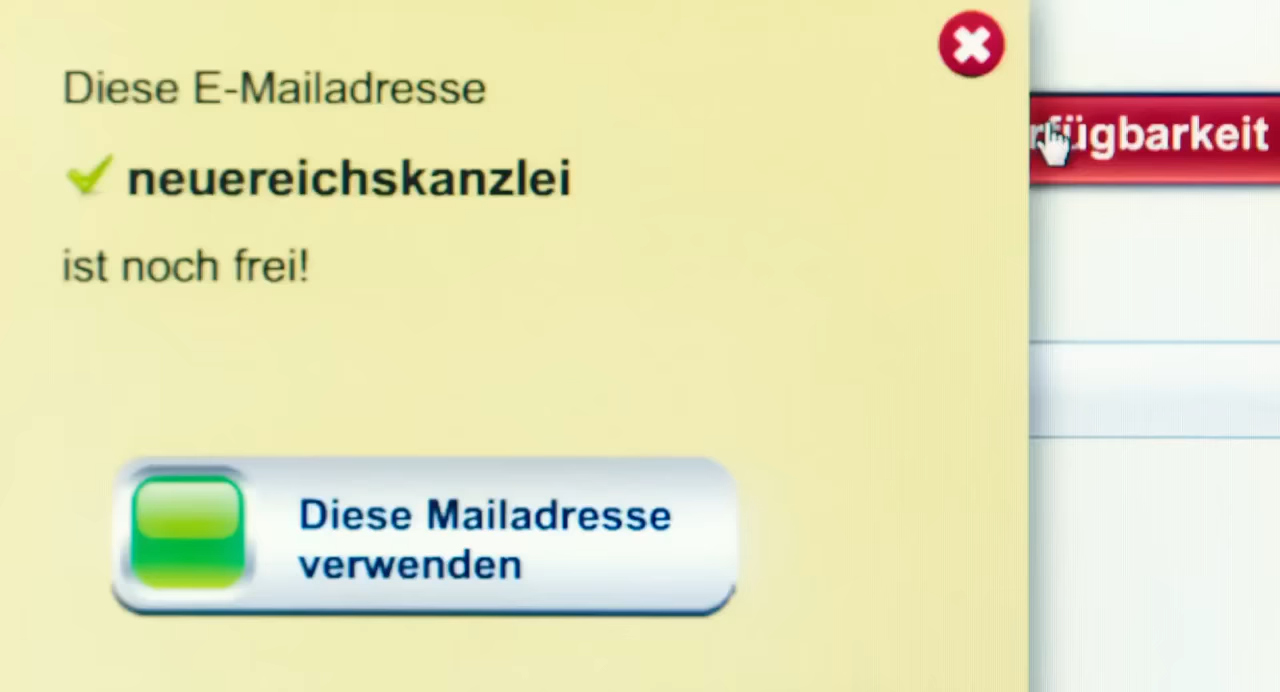 Diese E-Mailadresse
neuereichskanzlei
ist noch frei!
Diese Mailadresse
verwenden